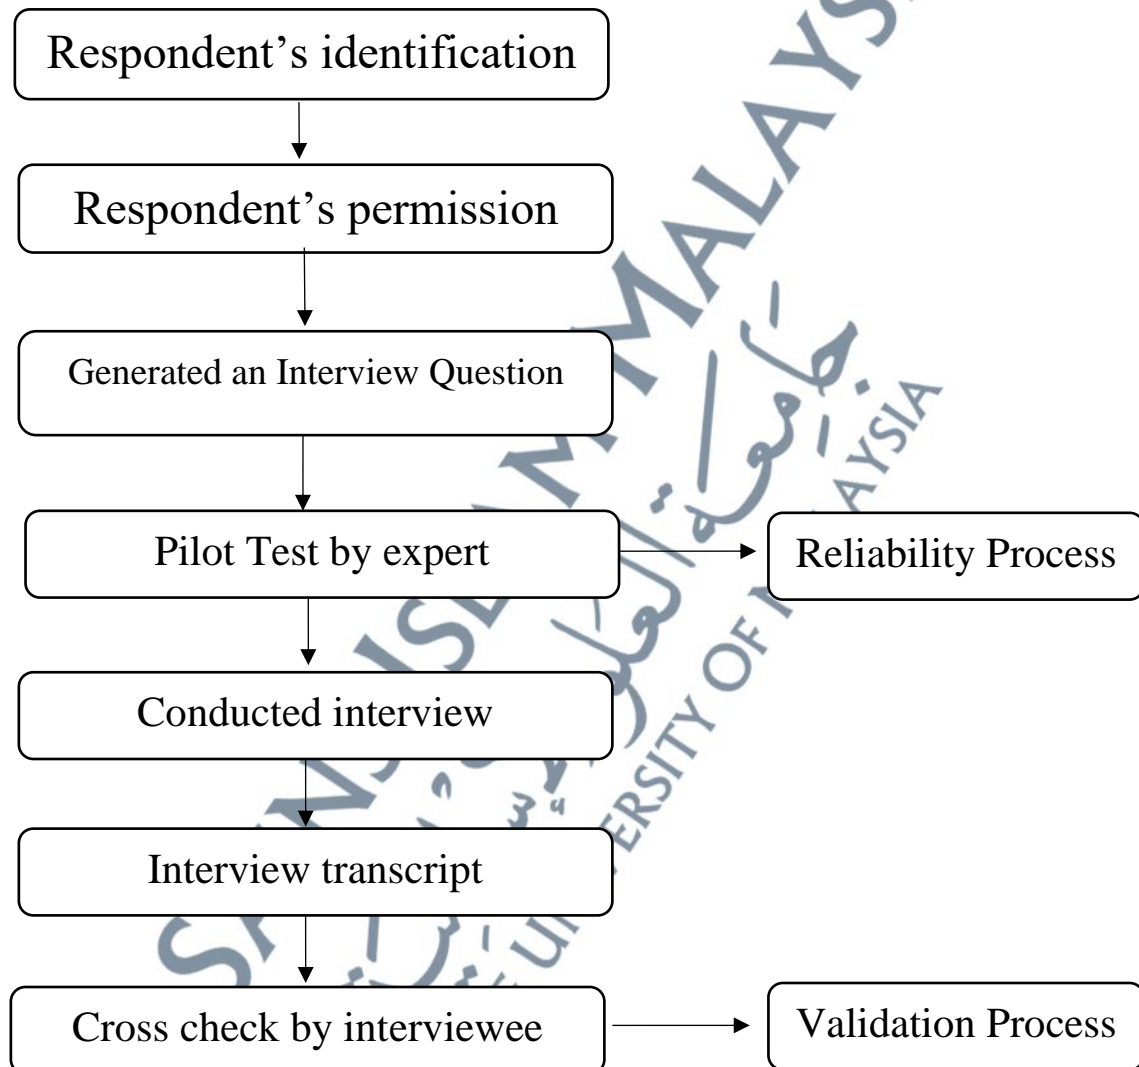 Respondent’s identification
Respondent’s permission
Generated an Interview Question
Pilot Test by expert
Reliability Process
Conducted interview
Interview transcript
Cross check by interviewee
Validation Process